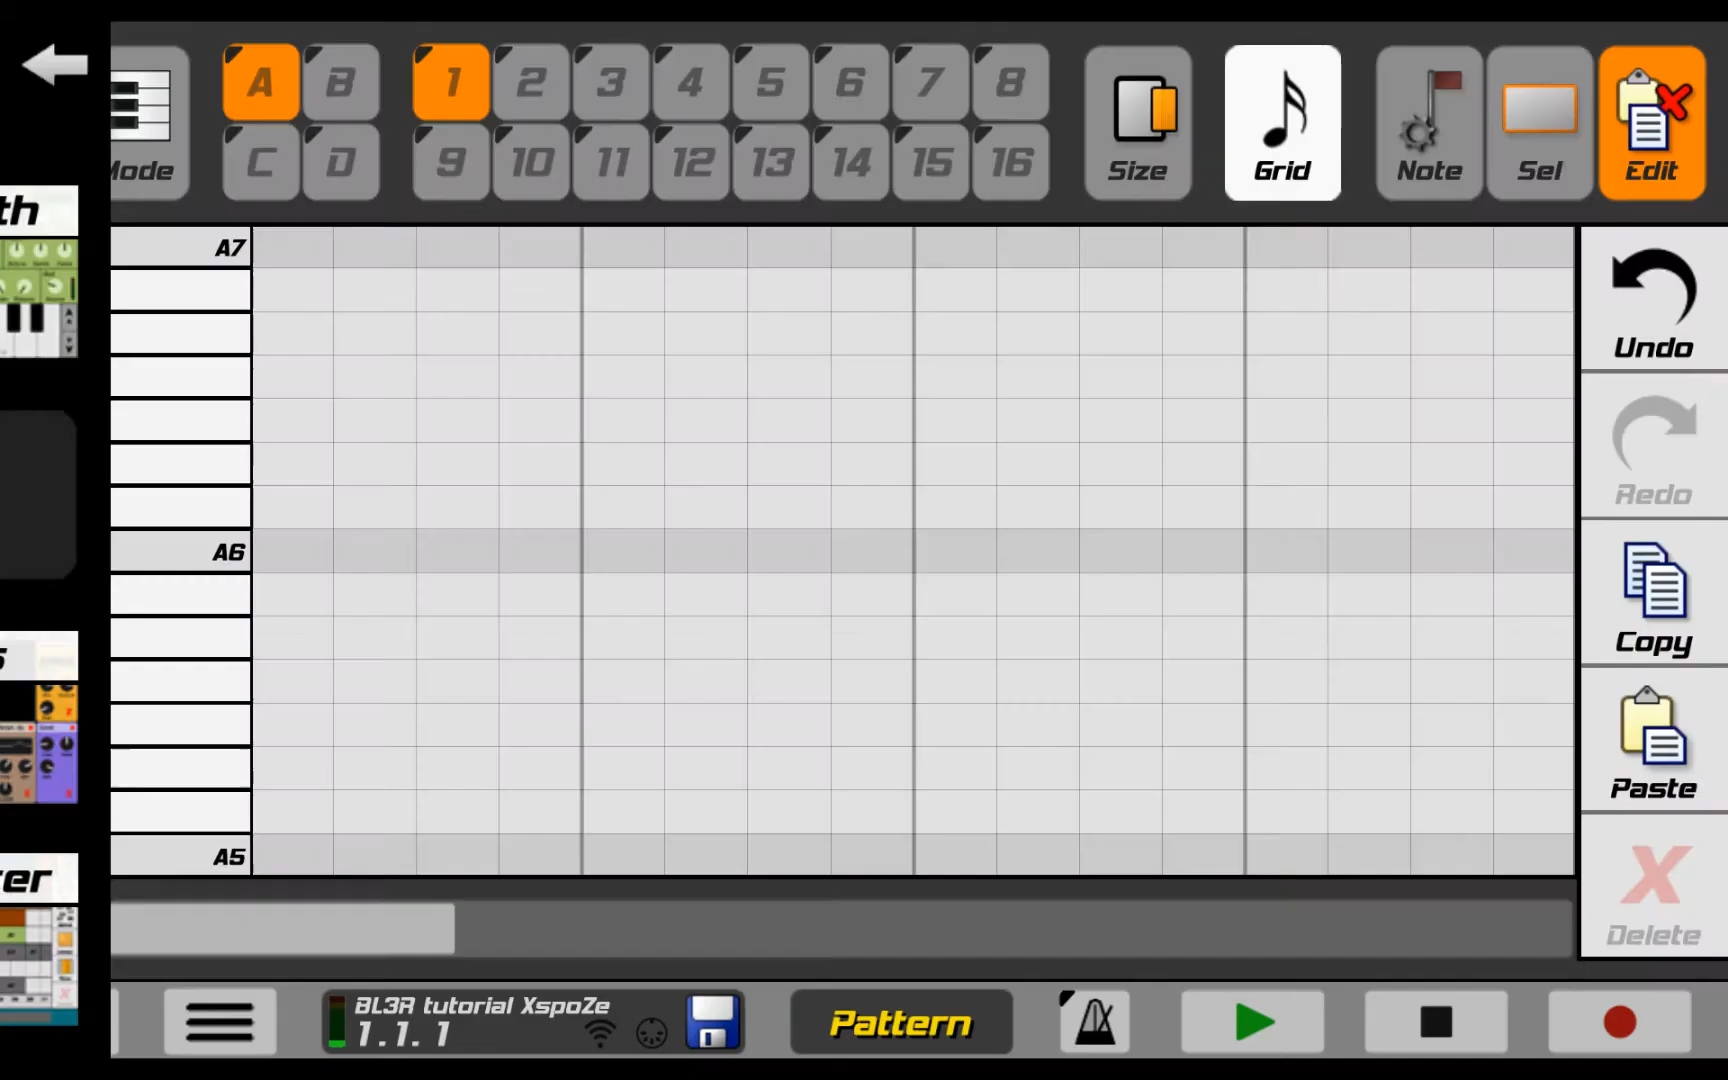 A B 1 2 3 4 5 6 7 8
Mode C D 9 10 11 12 13 14 15 16 Size Grid Note Sel Edit
th
A7
Undo
Redo
A6
Copy
5
Paste
A5
er
Delete
BL3R tutorial XspoZe
1.1. 1
Pattern